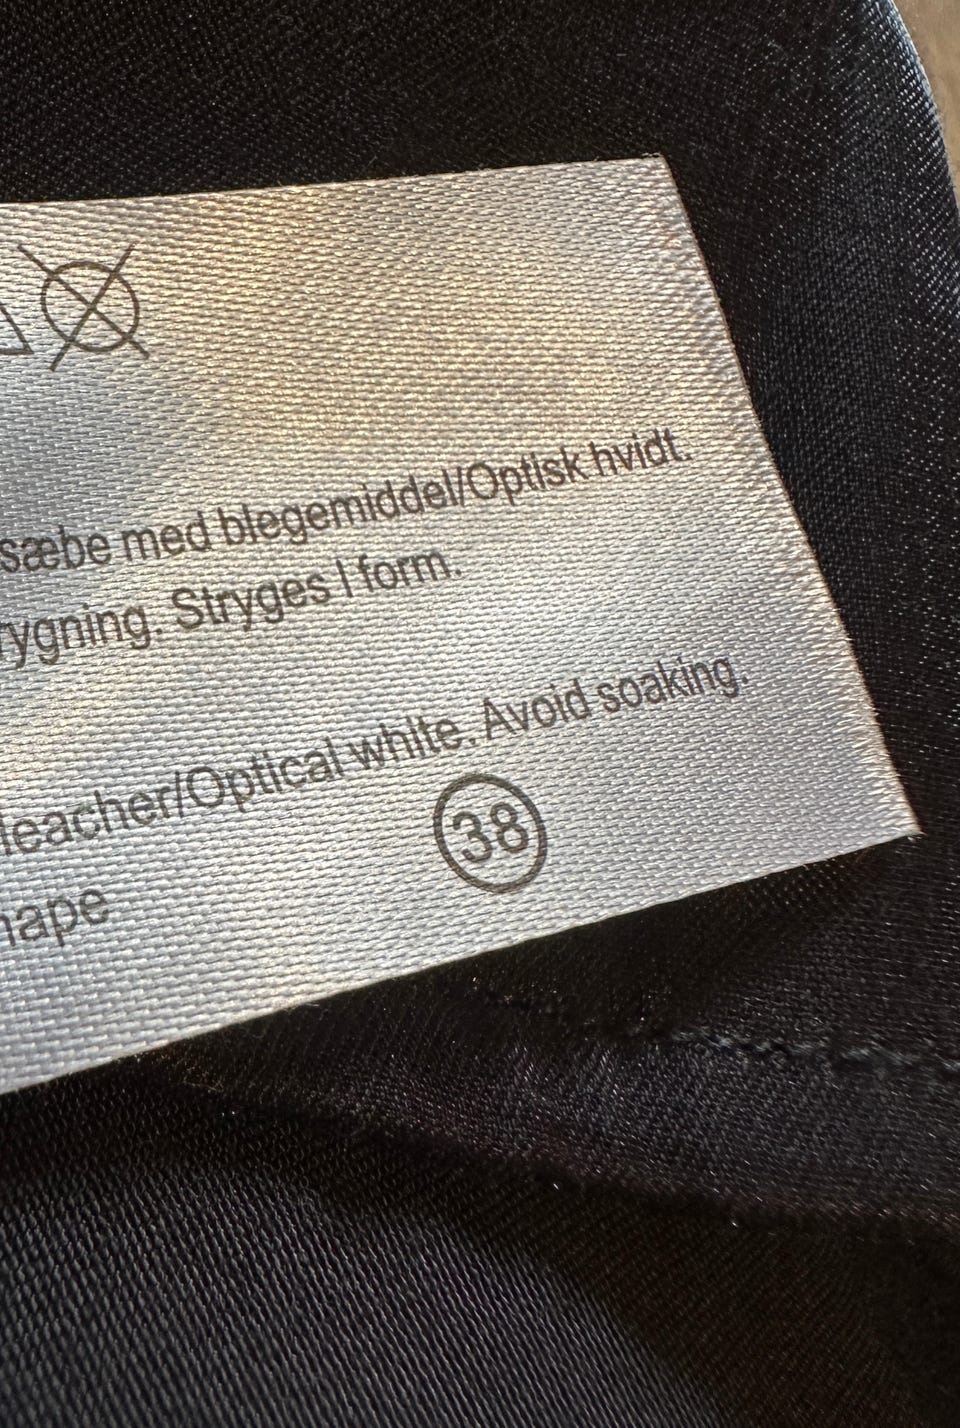 sæbe med blegemiddel/Optisk hvidt.
rygning. Stryges I form.
leacher/Optical white. Avoid soaking.
38
hape